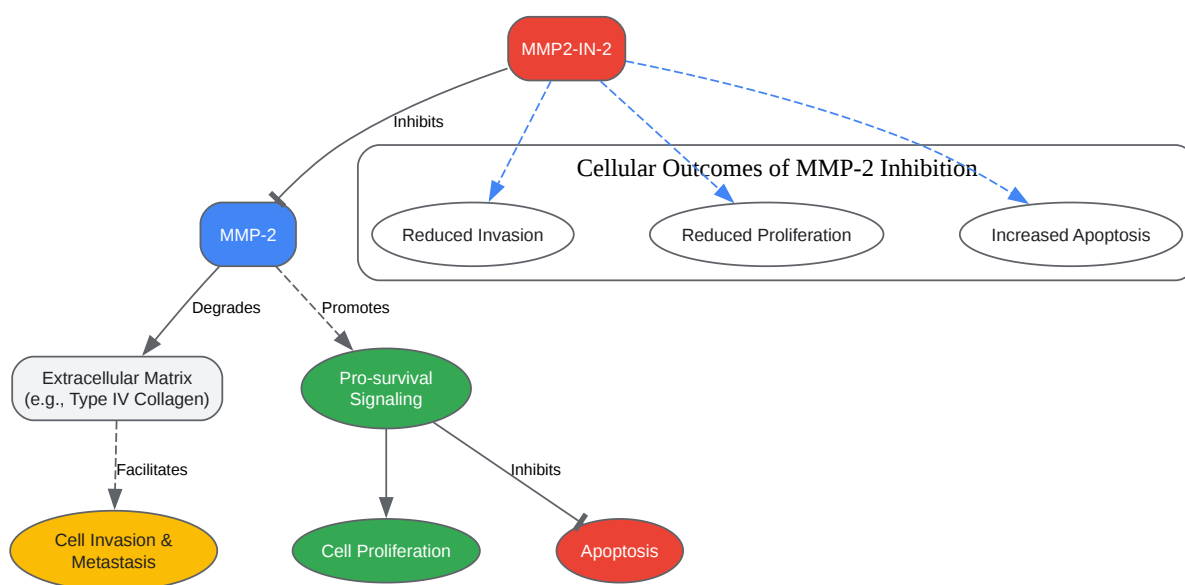 MMP2-IN-2
Inhibits
Cellular Outcomes of MMP-2 Inhibition
MMP-2
Reduced Invasion
Reduced Proliferation
Increased Apoptosis
Degrades
Promotes
Extracellular Matrix
(e.g., Type IV Collagen)
Pro-survival
Signaling
Facilitates
Inhibits
Cell Invasion &
Metastasis
Cell Proliferation
Apoptosis